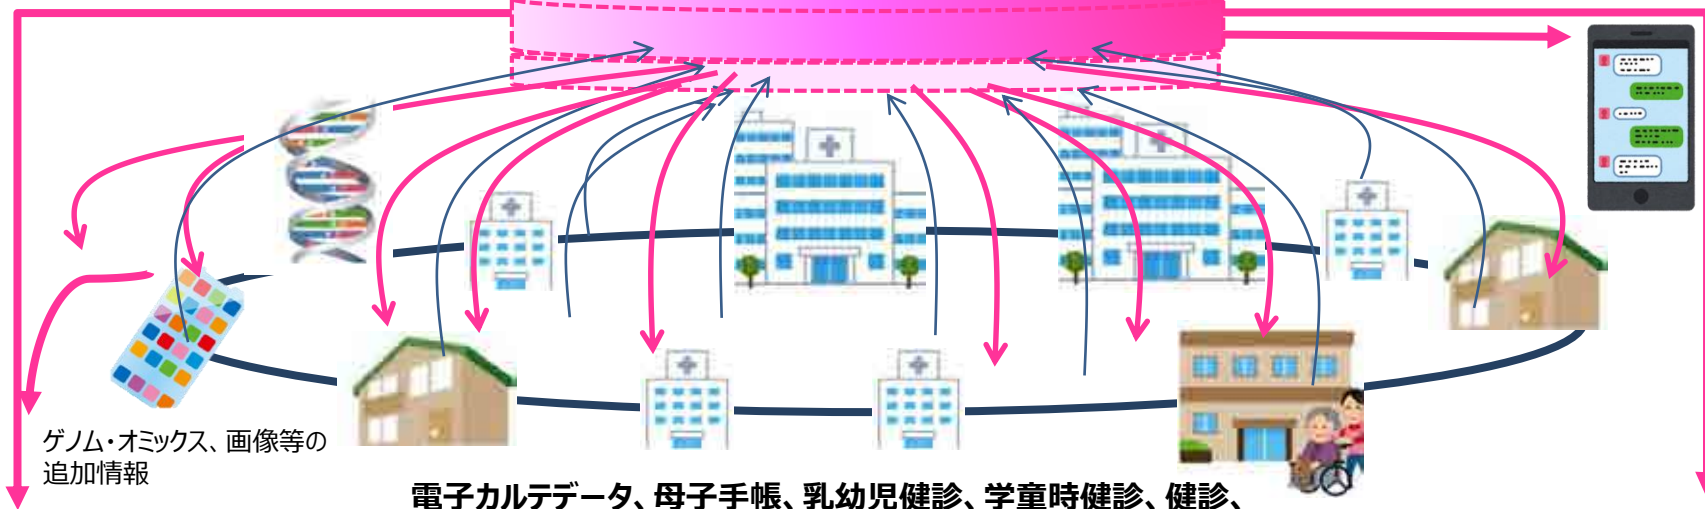 ゲノム・オミックス、画像等の
追加情報
電子カルテデータ、母子手帳、乳幼児健診、学童時健診、健診、